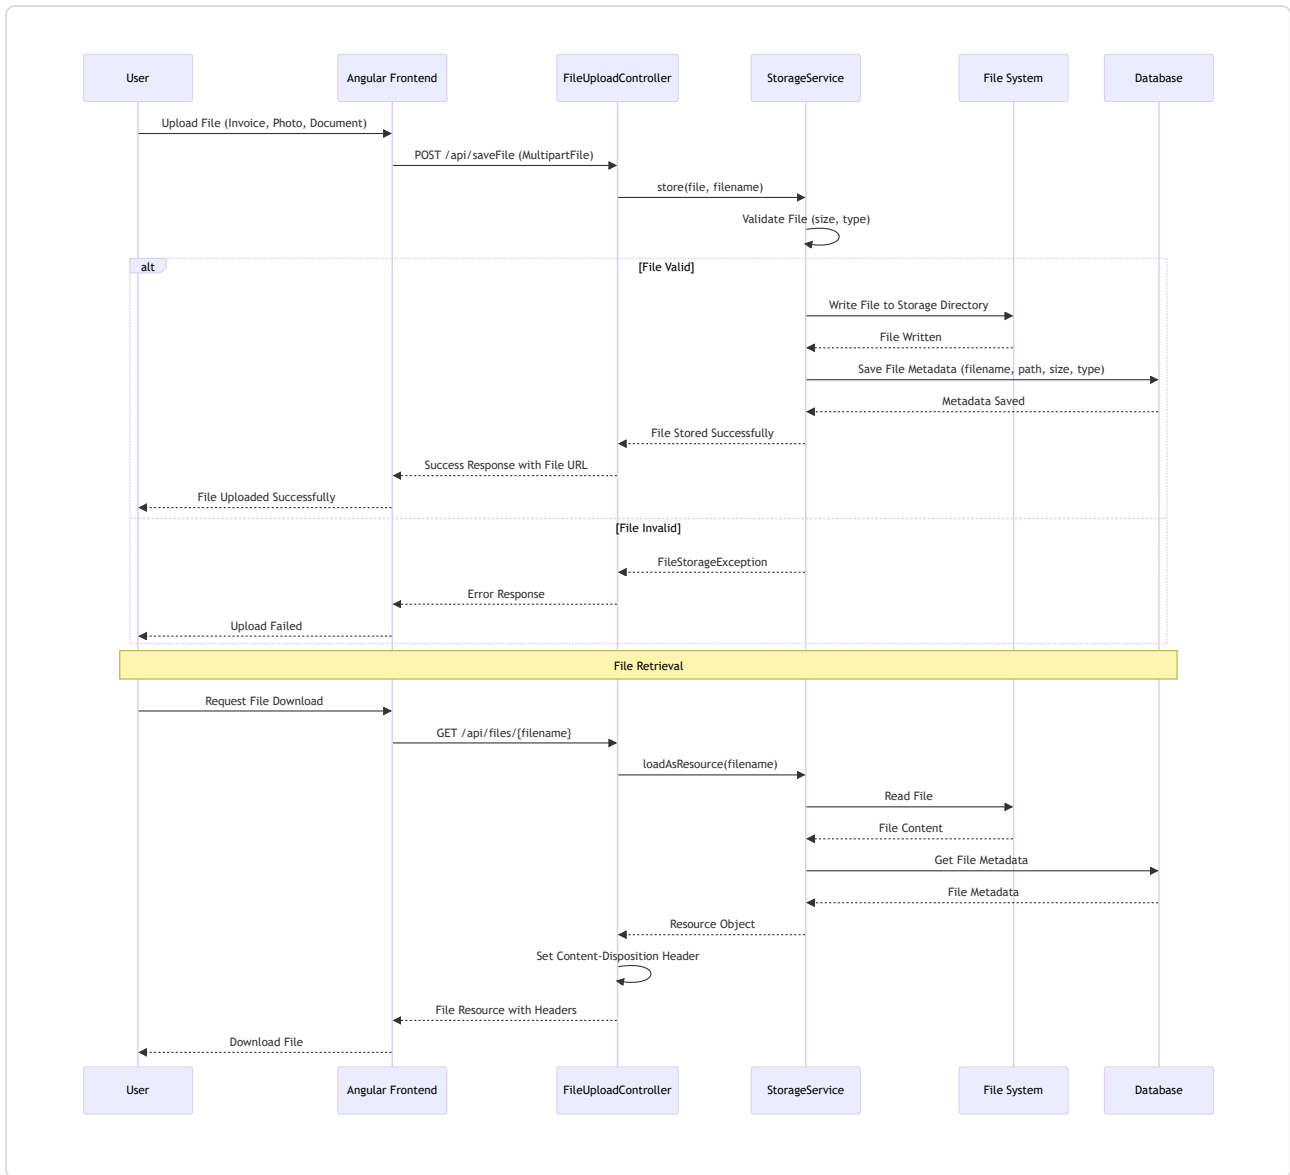 User
Angular Frontend
FileUploadController
StorageService
File System
Database
Upload File (Invoice, Photo, Document)
POST /api/saveFile (MultipartFile)
store(file, filename)
Validate File (size, type)
alt
[File Valid]
Write File to Storage Directory
File Written
Save File Metadata (filename, path, size, type)
Metadata Saved
File Stored Successfully
Success Response with File URL
File Uploaded Successfully
[File Invalid]
FileStorageException
Error Response
Upload Failed
File Retrieval
Request File Download
GET /api/files/{filename}
loadAsResource(filename)
Read File
File Content
Get File Metadata
File Metadata
Resource Object
Set Content-Disposition Header
File Resource with Headers
Download File
User
Angular Frontend
FileUploadController
StorageService
File System
Database